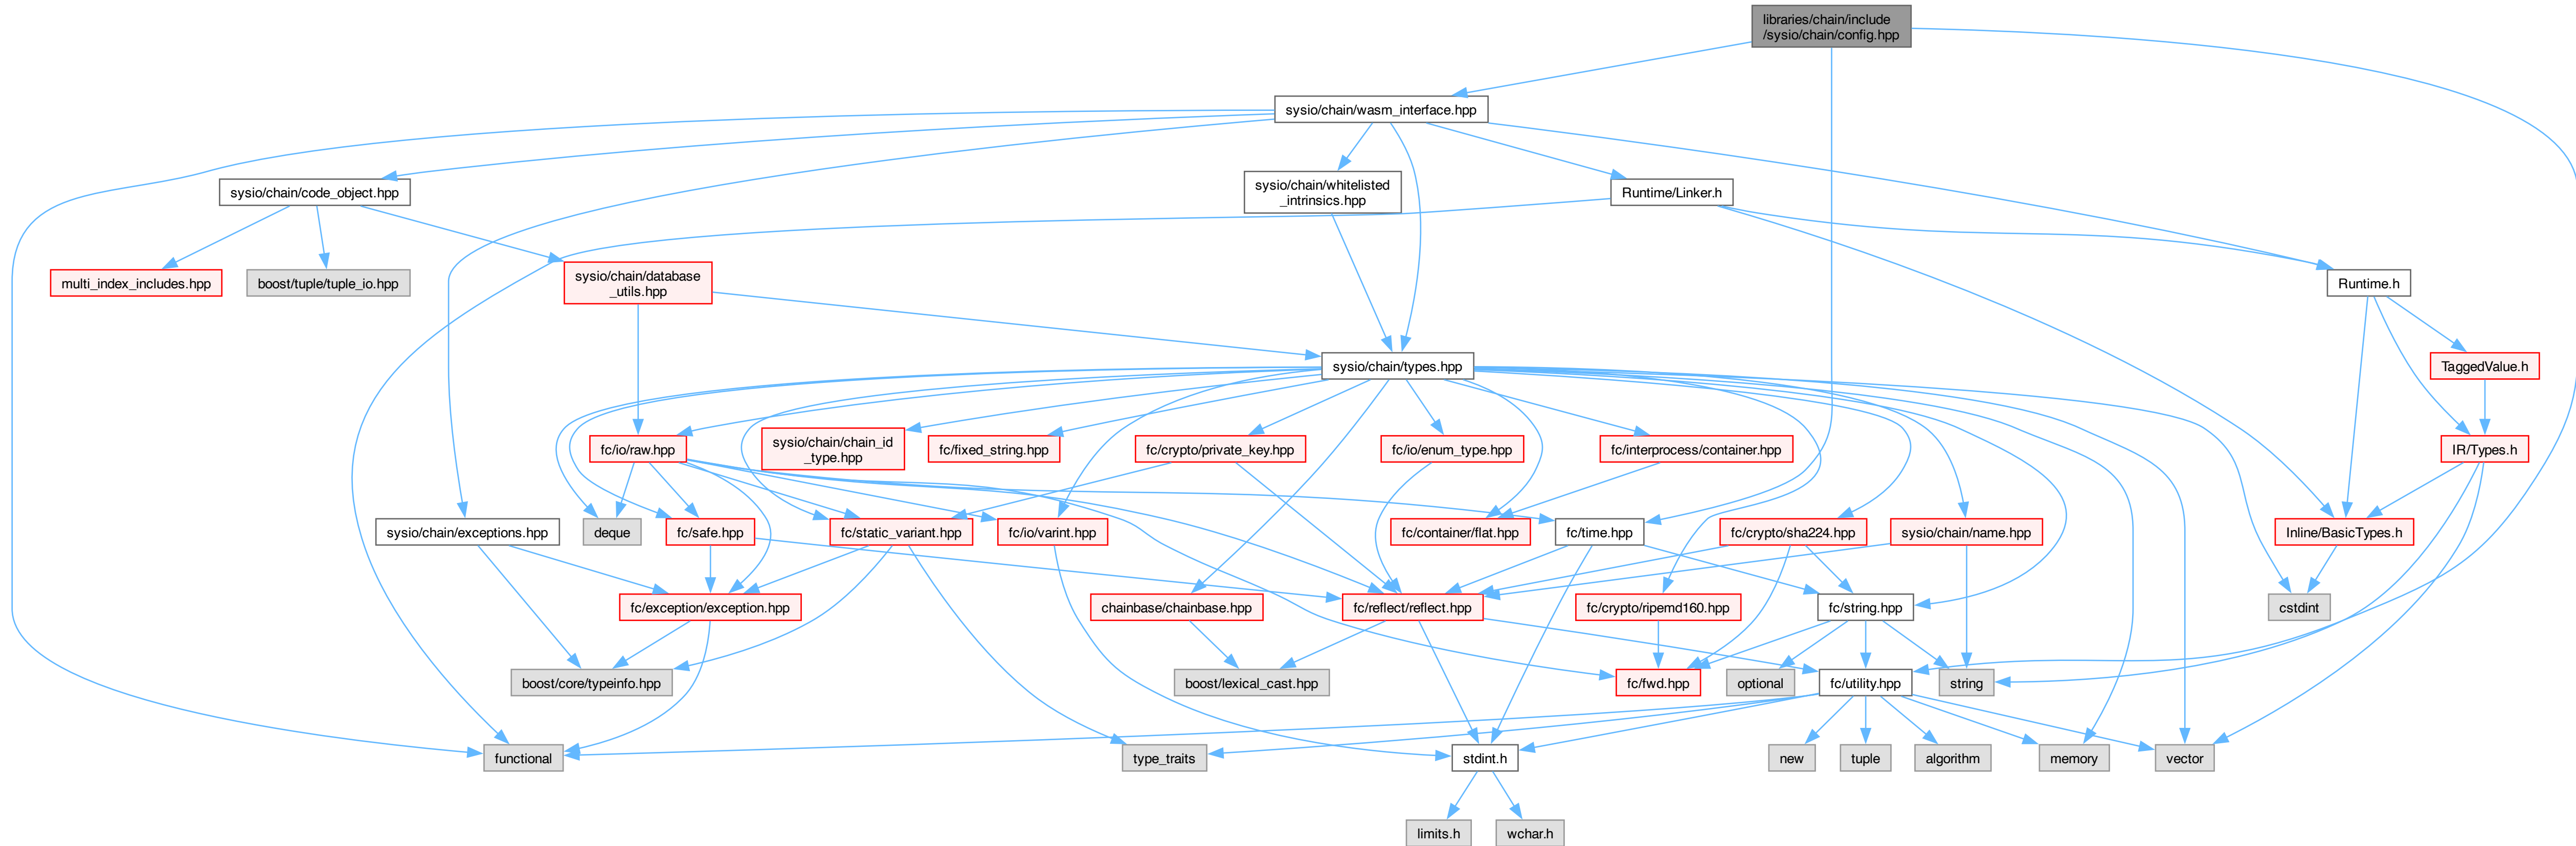 libraries/chain/include
/sysio/chain/config.hpp
sysio/chain/wasm_interface.hpp
sysio/chain/code_object.hpp
sysio/chain/whitelisted
_intrinsics.hpp
Runtime/Linker.h
multi_index_includes.hpp
boost/tuple/tuple_io.hpp
sysio/chain/database
_utils.hpp
Runtime.h
sysio/chain/types.hpp
TaggedValue.h
fc/io/raw.hpp
sysio/chain/chain_id
_type.hpp
fc/fixed_string.hpp
fc/crypto/private_key.hpp
fc/io/enum_type.hpp
fc/interprocess/container.hpp
IR/Types.h
sysio/chain/exceptions.hpp
deque
fc/safe.hpp
fc/static_variant.hpp
fc/io/varint.hpp
fc/container/flat.hpp
fc/time.hpp
fc/crypto/sha224.hpp
sysio/chain/name.hpp
Inline/BasicTypes.h
fc/exception/exception.hpp
chainbase/chainbase.hpp
fc/reflect/reflect.hpp
fc/crypto/ripemd160.hpp
fc/string.hpp
cstdint
boost/core/typeinfo.hpp
boost/lexical_cast.hpp
fc/fwd.hpp
optional
fc/utility.hpp
string
functional
type_traits
stdint.h
new
tuple
algorithm
memory
vector
limits.h
wchar.h